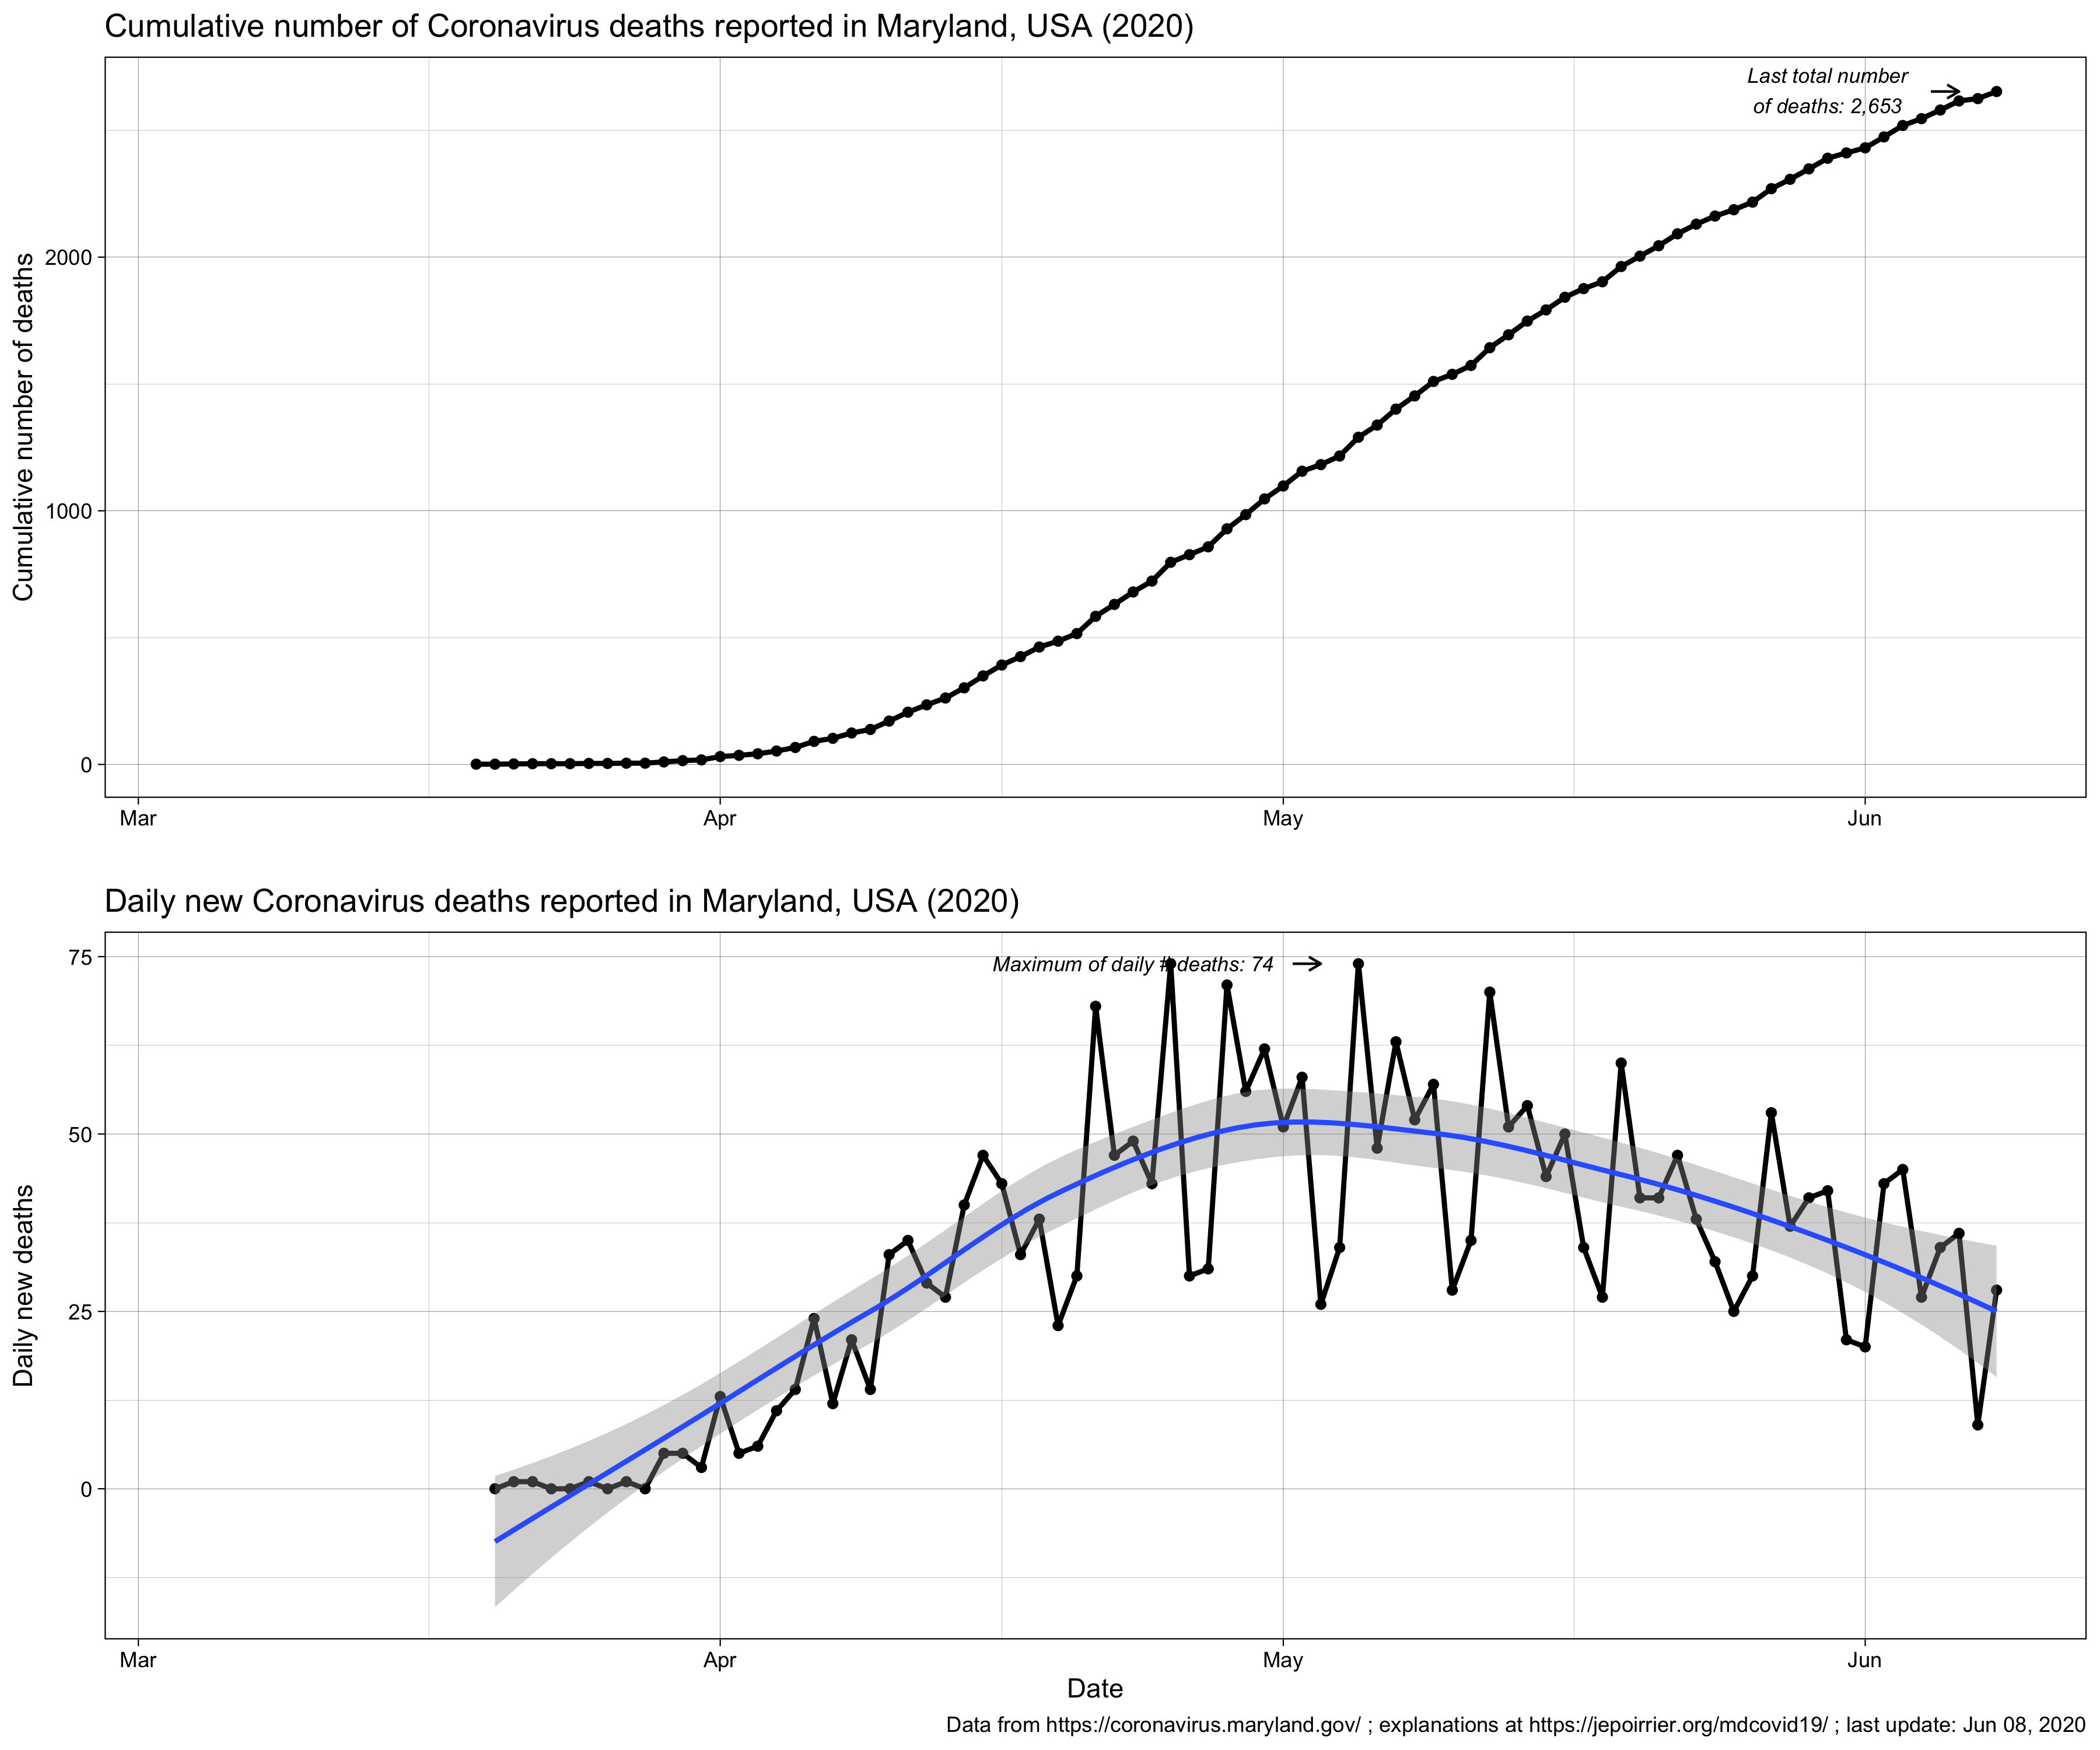 Cumulative number of Coronavirus deaths reported in Maryland, USA (2020)
Last total number
of deaths: 2,653
Cumulative number of deaths
2000
1000
0
Mar Apr May Jun
Daily new Coronavirus deaths reported in Maryland, USA (2020)
Maximum of daily # deaths: 74
Daily new deaths
75
50
25
0
Mar Apr May Jun
Date
Data from https://coronavirus.maryland.gov/ ; explanations at https://jepoirrier.org/mdcovid19/ ; last update: Jun 08, 2020